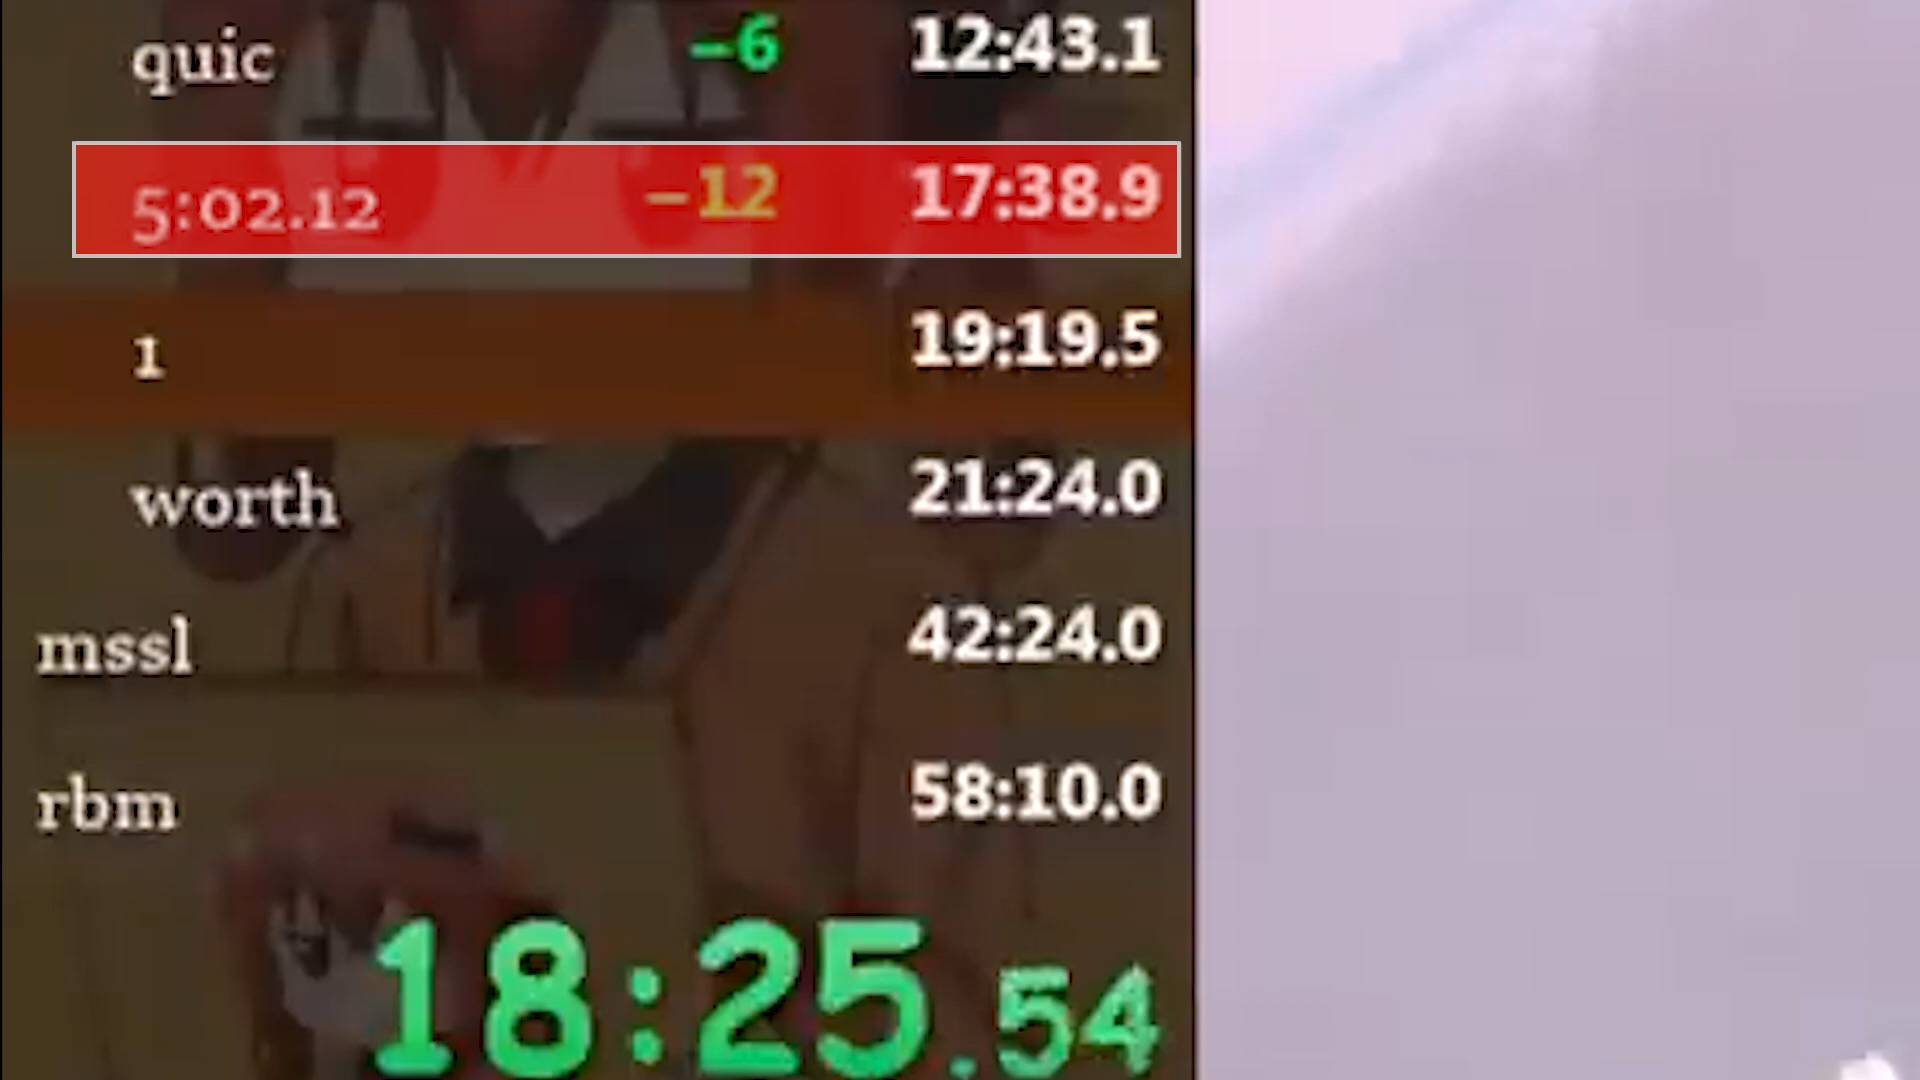 quic −6 12:43.1
5:02.12 −12 17:38.9
1 19:19.5
worth 21:24.0
mssl 42:24.0
rbm 58:10.0
18:25.54